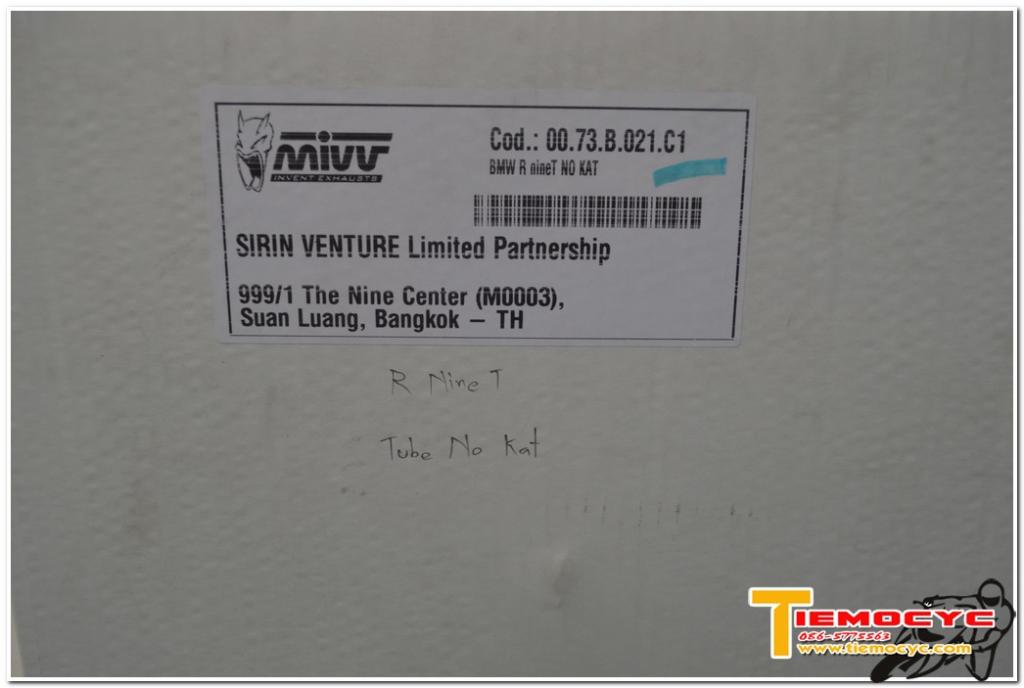 mivv
INVENT EXHAUSTS
Cod.: 00.73.B.021.C1
BMW R nineT NO KAT
SIRIN VENTURE Limited Partnership
999/1 The Nine Center (M0003),
Suan Luang, Bangkok – TH
R Nine T
Tube No Kat
TIEMOCYC
086-5775563
www.tiemocyc.com